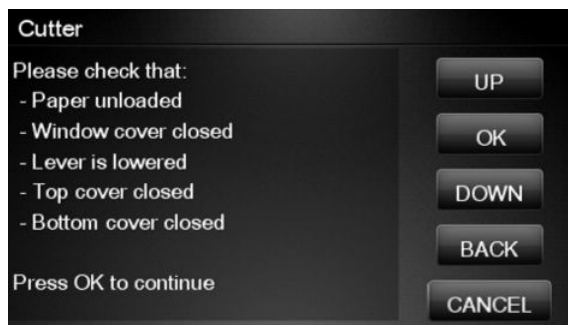 Cutter
Please check that:
- Paper unloaded
- Window cover closed
- Lever is lowered
- Top cover closed
- Bottom cover closed
Press OK to continue
UP
OK
DOWN
BACK
CANCEL